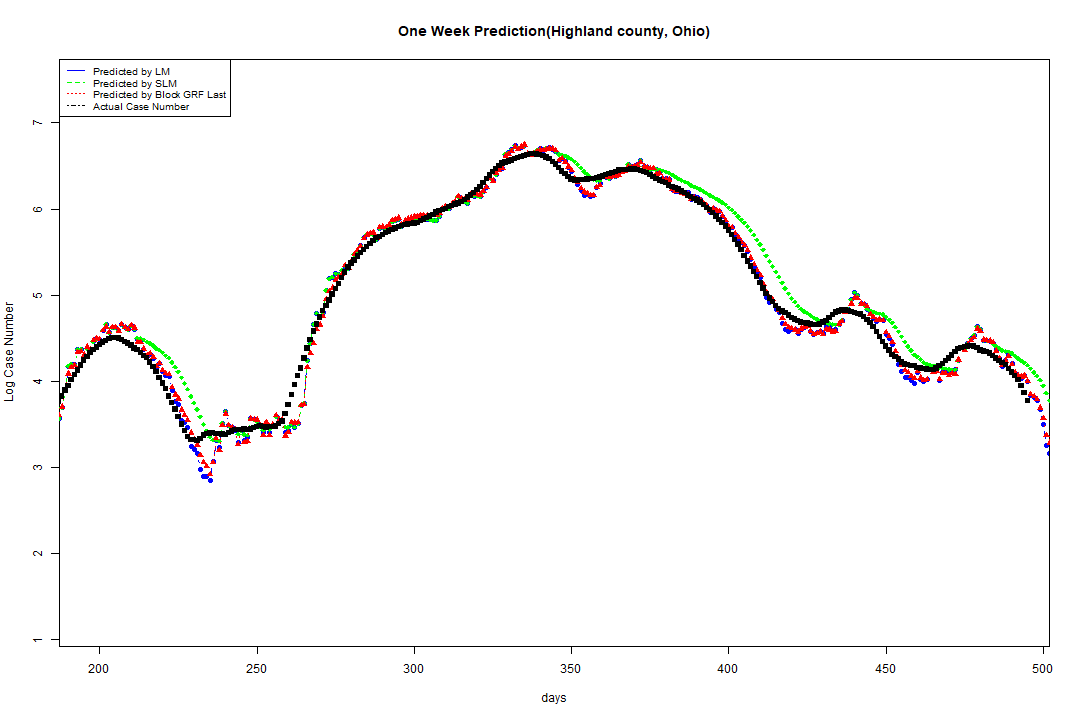 One Week Prediction(Highland county, Ohio)
Predicted by LM
Predicted by SLM
Predicted by Block GRF Last
Actual Case Number
7
6
5
4
3
2
1
Log Case Number
200 250 300 350 400 450 500
days